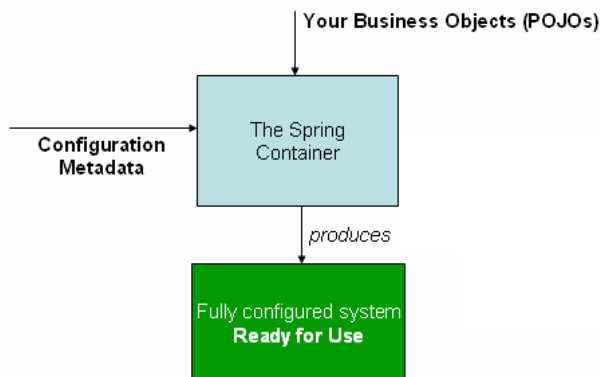 Your Business Objects (POJOs)
The Spring
Container
Configuration
Metadata
produces
Fully configured system
Ready for Use